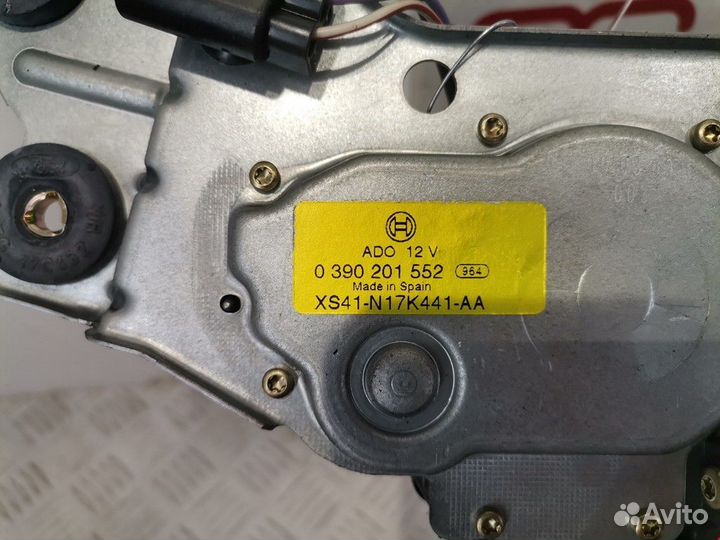 ADO 12 V
0 390 201 552 964
Made in Spain
XS41-N17K441-AA
Avito